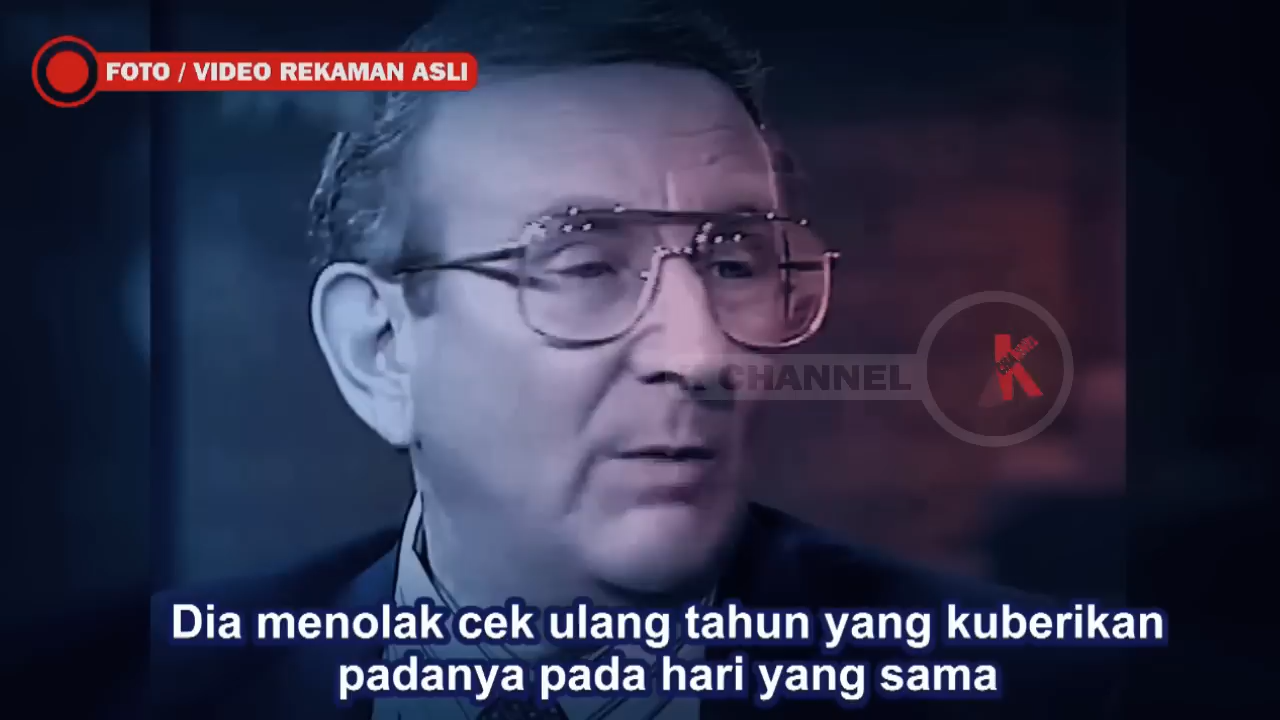 FOTO / VIDEO REKAMAN ASLI
CHANNEL
K
Dia menolak cek ulang tahun yang kuberikan
padanya pada hari yang sama